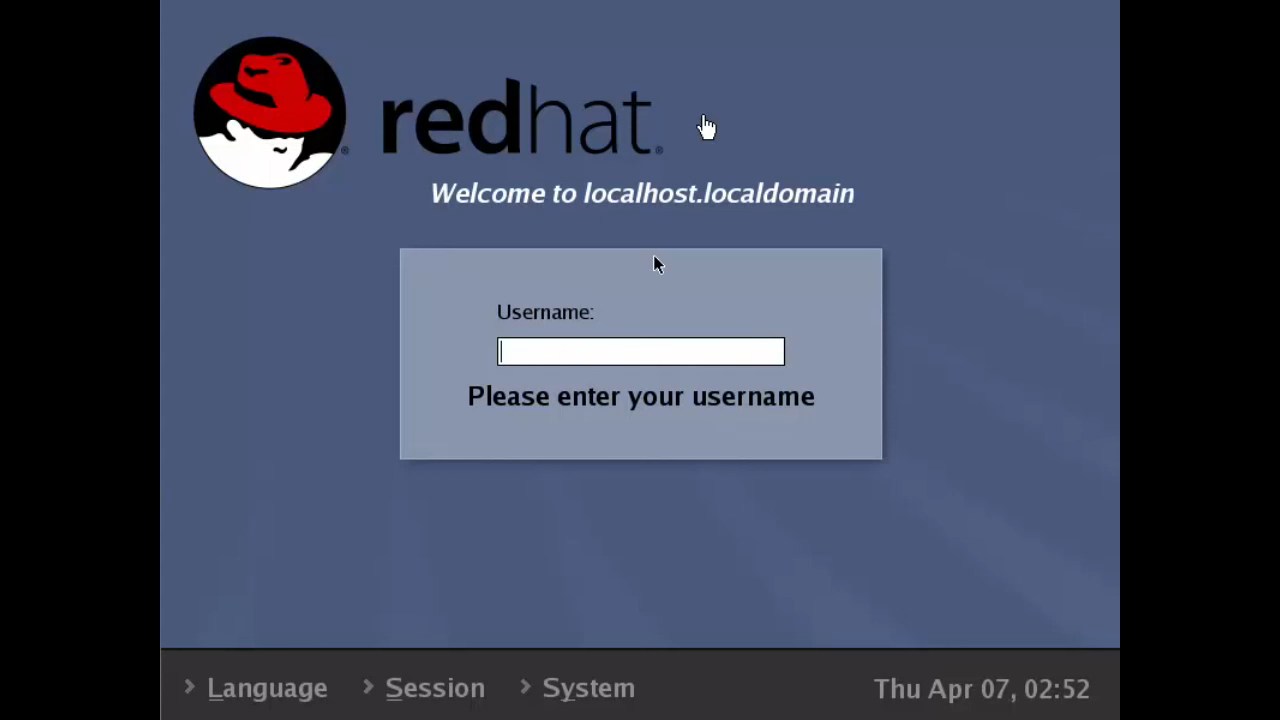 redhat®
Welcome to localhost.localdomain
Username:
Please enter your username
Language
Session
System
Thu Apr 07, 02:52